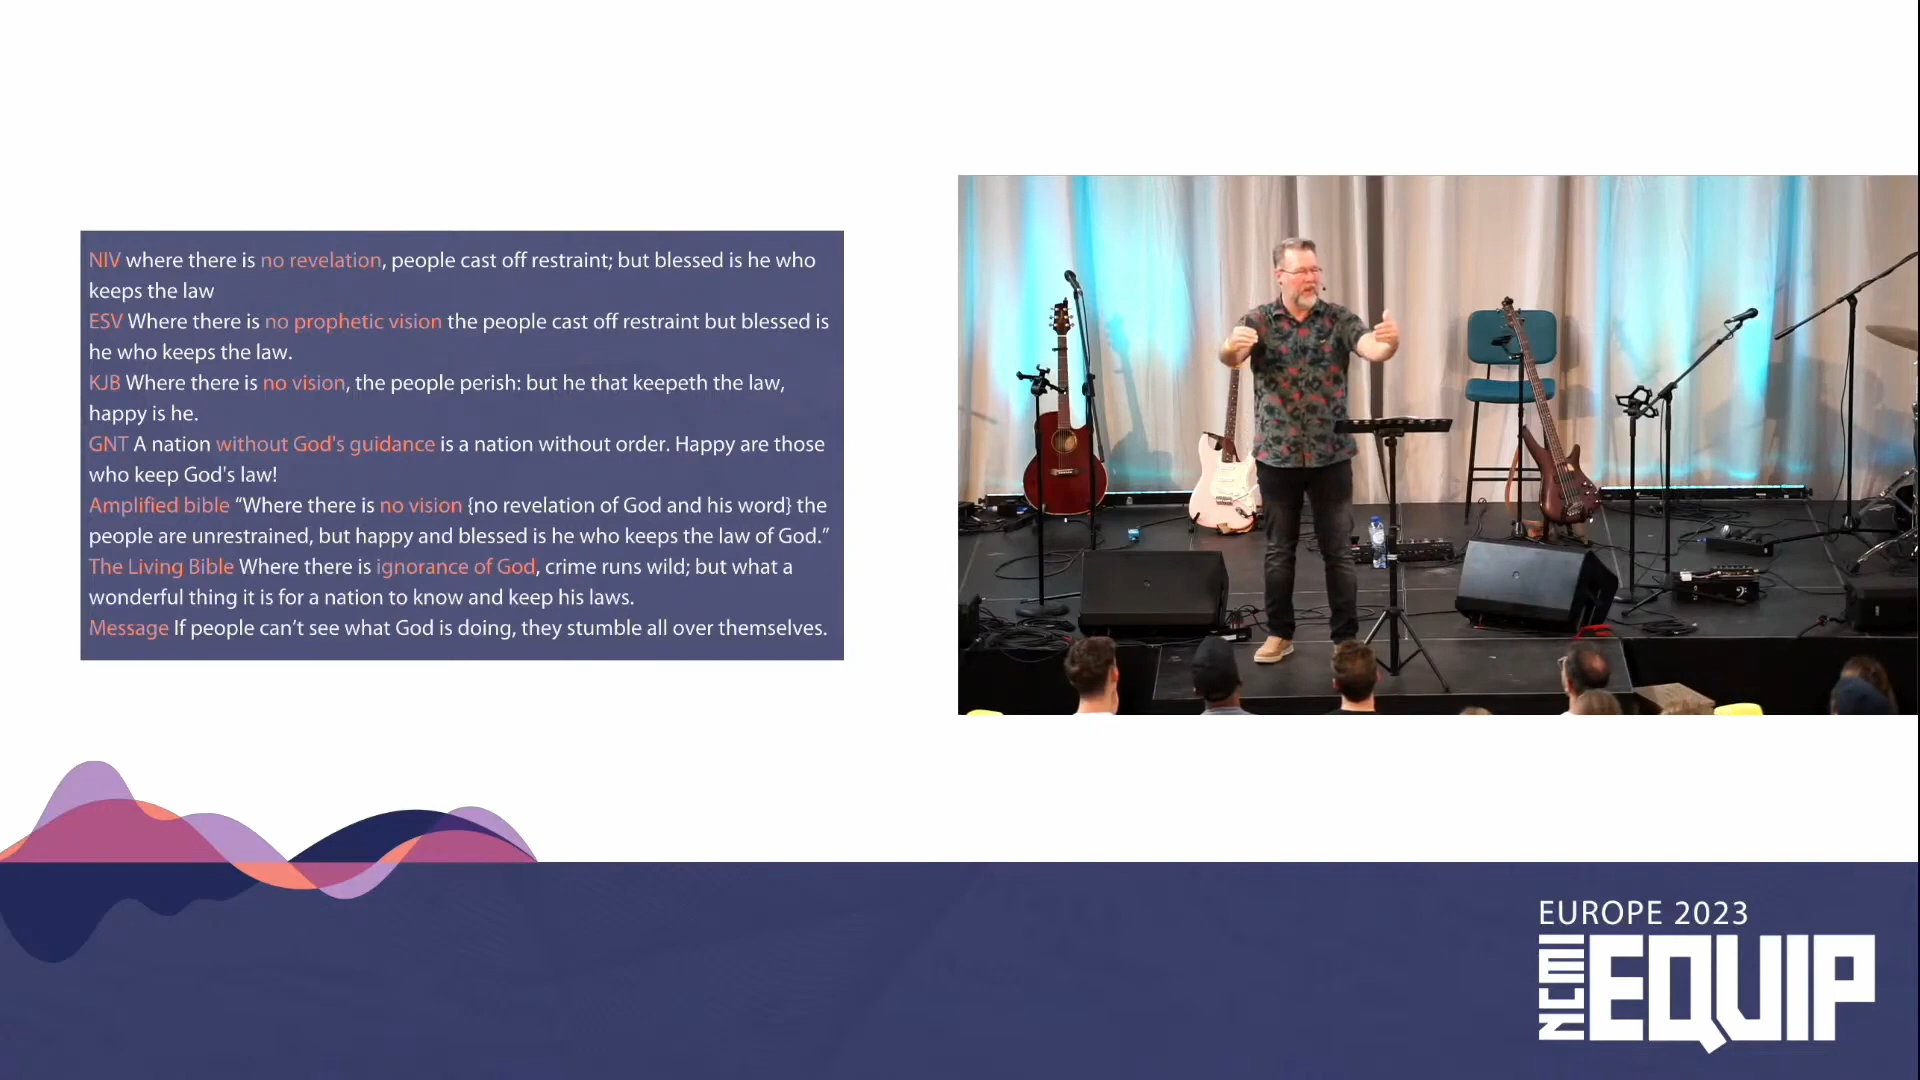 NIV where there is no revelation, people cast off restraint; but blessed is he who
keeps the law
ESV Where there is no prophetic vision the people cast off restraint but blessed is
he who keeps the law.
KJB Where there is no vision, the people perish: but he that keepeth the law,
happy is he.
GNT A nation without God's guidance is a nation without order. Happy are those
who keep God's law!
Amplified bible “Where there is no vision {no revelation of God and his word} the
people are unrestrained, but happy and blessed is he who keeps the law of God.”
The Living Bible Where there is ignorance of God, crime runs wild; but what a
wonderful thing it is for a nation to know and keep his laws.
Message If people can’t see what God is doing, they stumble all over themselves.
EUROPE 2023
NCMI
EQUIP